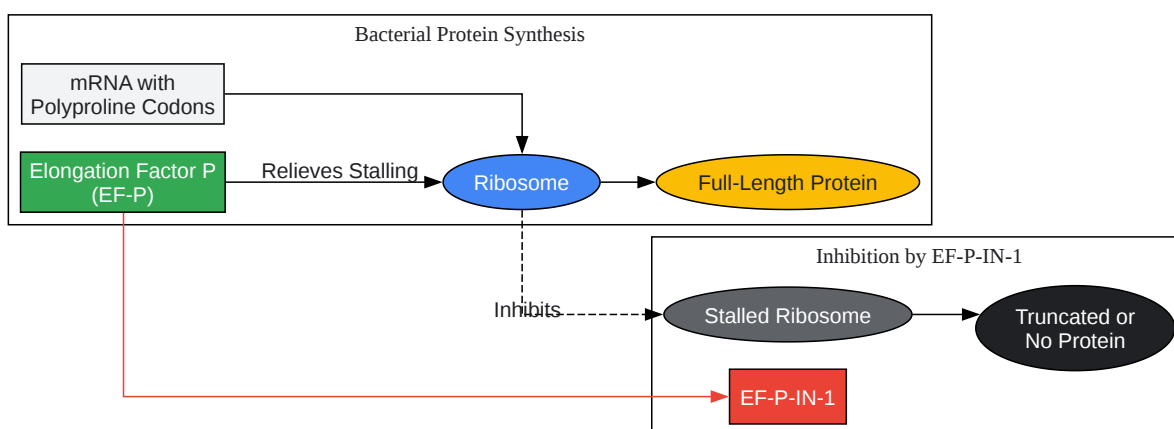 Bacterial Protein Synthesis
mRNA with
Polyproline Codons
Elongation Factor P
(EF-P)
Relieves Stalling
Ribosome
Full-Length Protein
Inhibition by EF-P-IN-1
Inhibits
Stalled Ribosome
Truncated or
No Protein
EF-P-IN-1